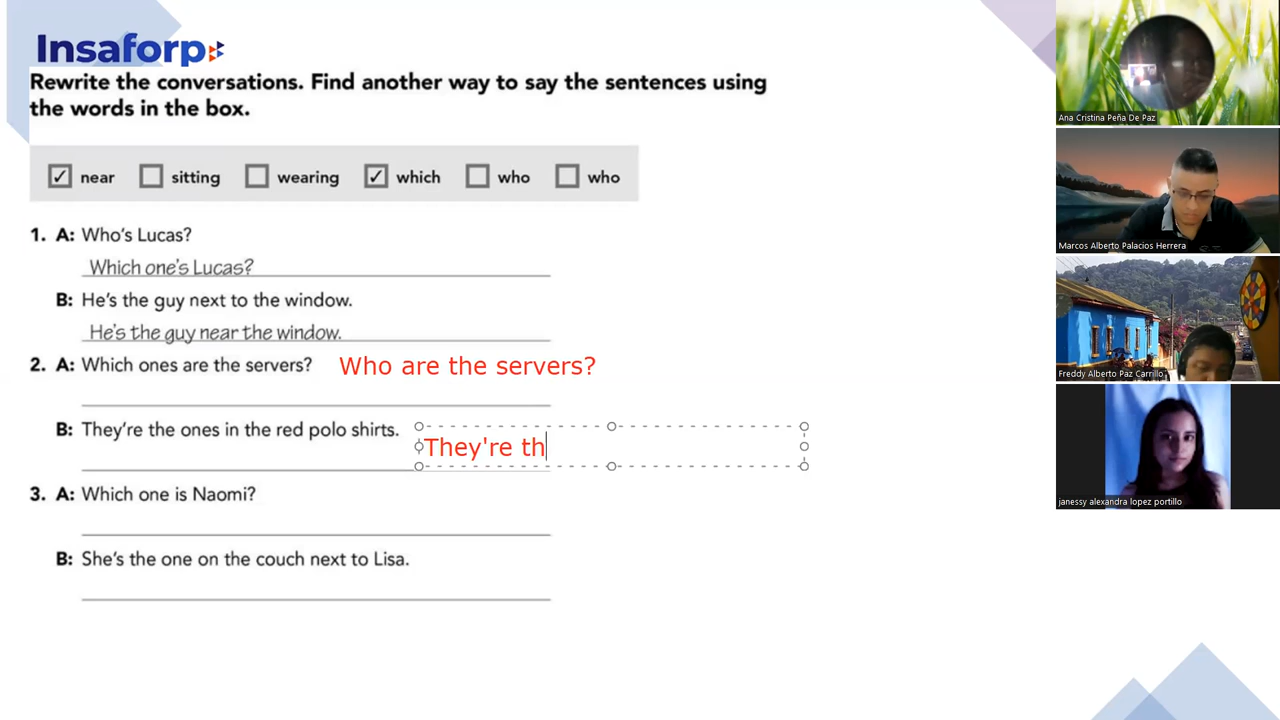 Insaforp
Rewrite the conversations. Find another way to say the sentences using
the words in the box.
✓ near sitting wearing ✓ which who who
1. A: Who's Lucas?
Which one's Lucas?
B: He's the guy next to the window.
He's the guy near the window.
2. A: Which ones are the servers? Who are the servers?
B: They're the ones in the red polo shirts.
They're th
3. A: Which one is Naomi?
B: She's the one on the couch next to Lisa.
Ana Cristina Peña De Paz
Marcos Alberto Palacios Herrera
Freddy Alberto Paz Carrillo
janessy alexandra lopez portillo